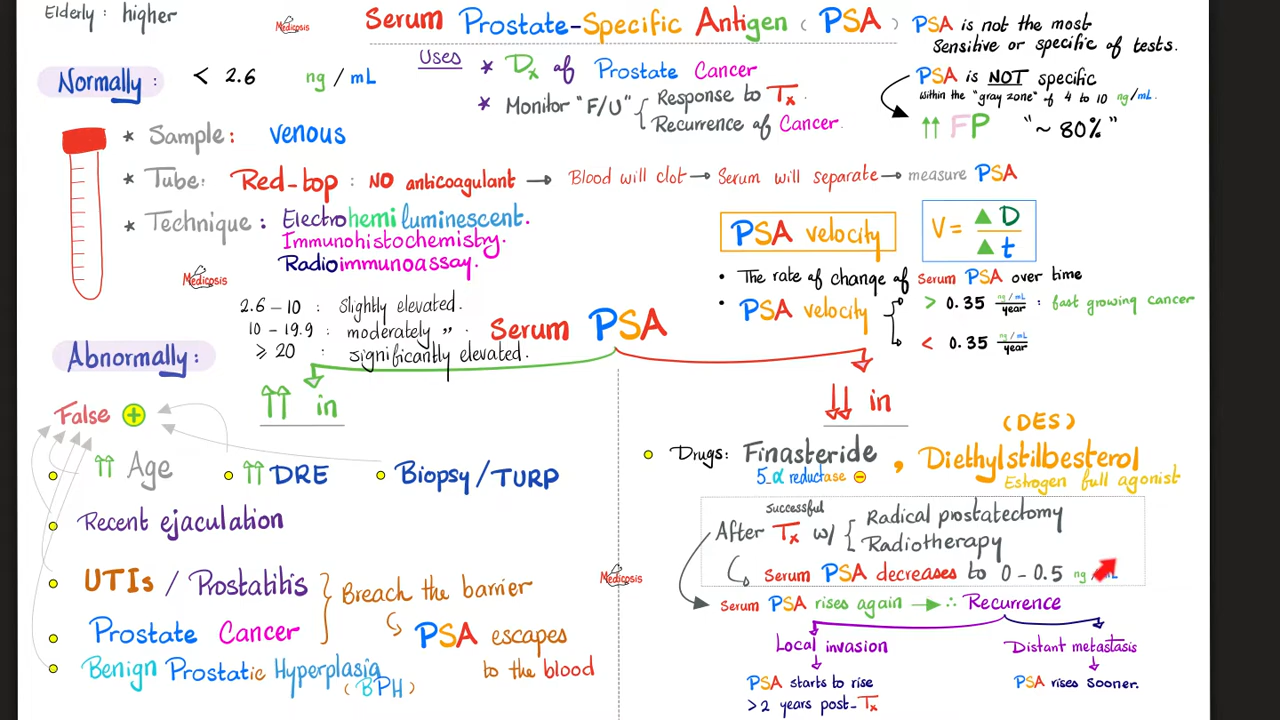 Elderly : higher
Medicosis
Serum Prostate-Specific Antigen (PSA)
PSA is not the most
Sensitive or specific of tests.
Normally : < 2.6 ng / mL
Uses
* Dx of Prostate Cancer
* Monitor "F/U" { Response to Tx
Recurrence of Cancer.
PSA is NOT specific
within the "gray zone" of 4 to 10 ng/mL.
↑↑ FP "~ 80%"
* Sample: venous
* Tube: Red-top : NO anticoagulant → Blood will clot → Serum will separate → measure PSA
* Technique : Electrohemiluminescent.
Immunohistochemistry.
Radioimmunoassay.
Medicosis
PSA velocity
V = ▲ D
▲ t
• The rate of change of Serum PSA over time
• PSA velocity
> 0.35 ng/mL/year : fast growing cancer
< 0.35 ng/mL/year
2.6 – 10 : Slightly elevated.
10 – 19.9 : moderately ,, .
≥ 20 : significantly elevated.
Abnormally :
Serum PSA
↑↑ in
↓↓ in
False +
• ↑↑ Age
• ↑↑ DRE
• Biopsy / TURP
• Recent ejaculation
• UTIs / Prostatitis
• Prostate Cancer
} Breach the barrier
↳ PSA escapes
to the blood
• Benign Prostatic Hyperplasia
(BPH)
Medicosis
(DES)
• Drugs: Finasteride , Diethylstilbesterol
5-α reductase −
Estrogen full agonist
successful
After Tx w/ { Radical prostatectomy
Radiotherapy
Serum PSA decreases to 0 – 0.5 ng/mL
Serum PSA rises again → ∴ Recurrence
Local invasion
Distant metastasis
PSA starts to rise
> 2 years post-Tx
PSA rises sooner.